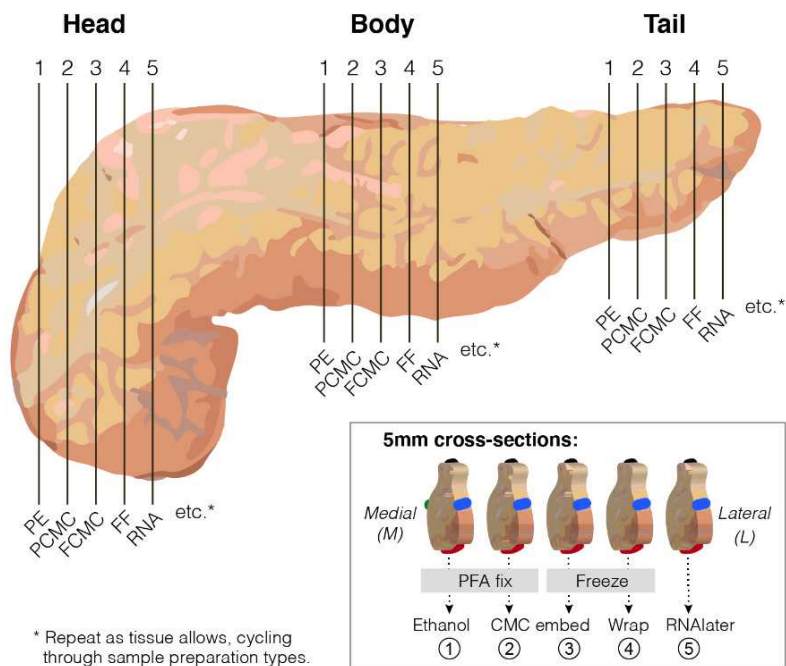 Head Body Tail
1 2 3 4 5 1 2 3 4 5 1 2 3 4 5
PE PCMC FCMC FF RNA etc.*
PE PCMC FCMC FF RNA etc.*
PE PCMC FCMC FF RNA etc.*
5mm cross-sections:
Medial
(M)
Lateral
(L)
PFA fix Freeze
Ethanol CMC embed Wrap RNAlater
1 2 3 4 5
* Repeat as tissue allows, cycling
through sample preparation types.